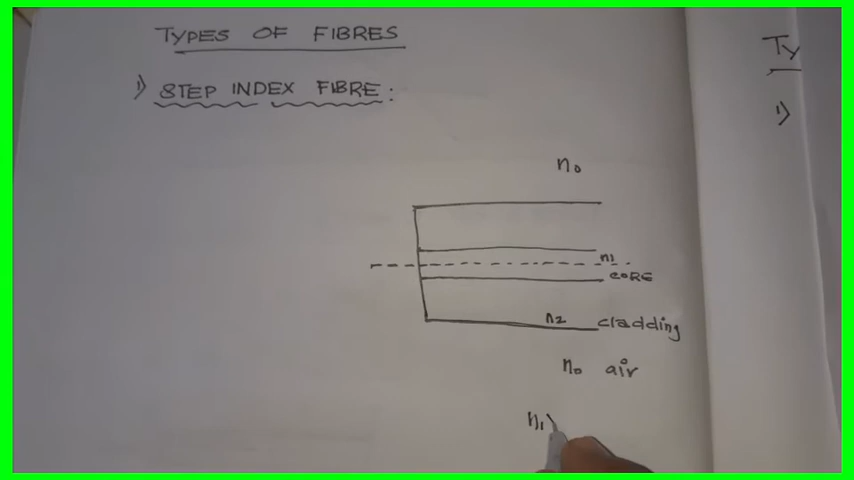 TYPES OF FIBRES
1) STEP INDEX FIBRE:
n₀
n₁
CORE
n₂ cladding
n₀ air
n₁>
Ty
1)